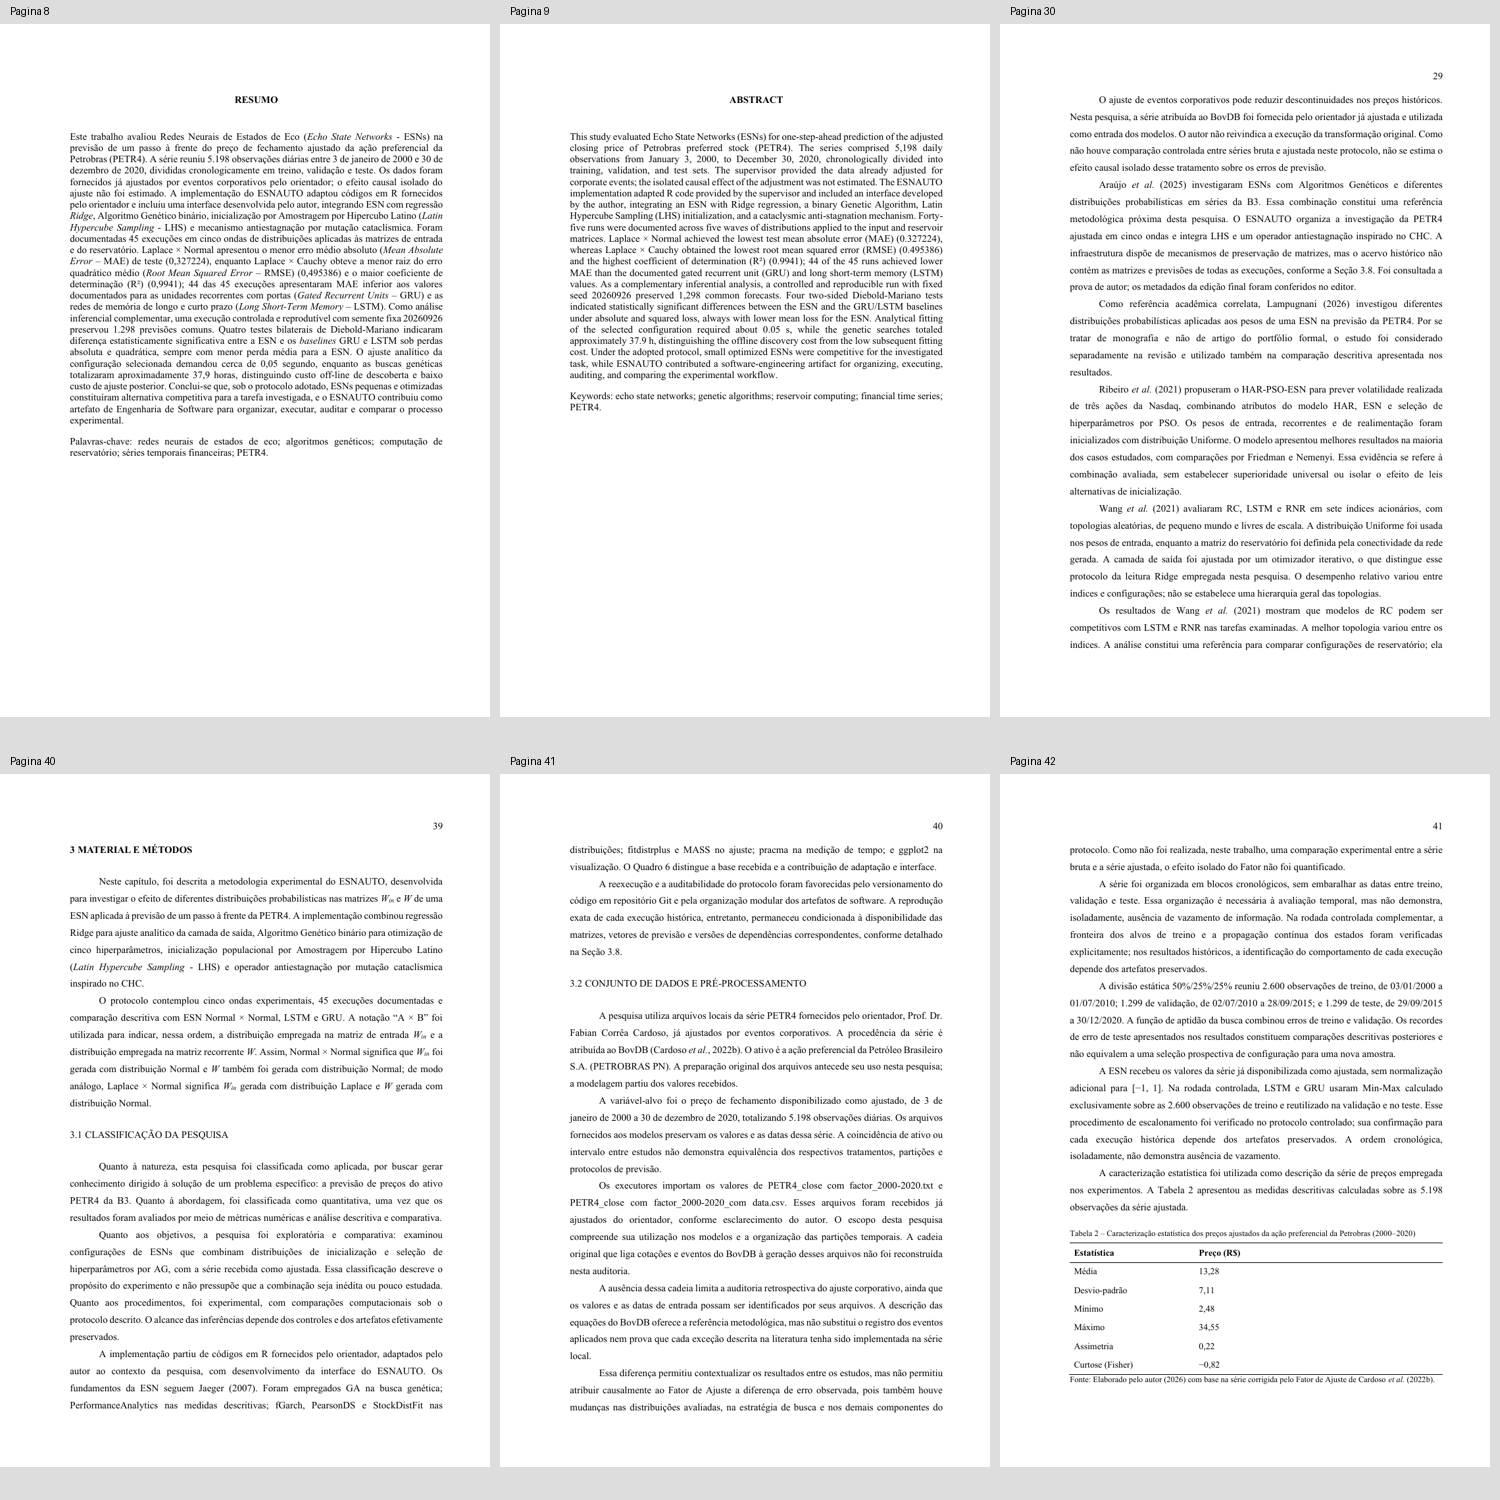 Pagina 8
RESUMO
Este trabalho avaliou Redes Neurais de Estados de Eco (Echo State Networks - ESNs) na
previsão de um passo à frente do preço de fechamento ajustado da ação preferencial da
Petrobras (PETR4). A série reuniu 5.198 observações diárias entre 3 de janeiro de 2000 e 30 de
dezembro de 2020, divididas cronologicamente em treino, validação e teste. Os dados foram
fornecidos já ajustados por eventos corporativos pelo orientador; o efeito causal isolado do
ajuste não foi estimado. A implementação do ESNAUTO adaptou códigos em R fornecidos
pelo orientador e incluiu uma interface desenvolvida pelo autor, integrando ESN com regressão
Ridge, Algoritmo Genético binário, inicialização por Amostragem por Hipercubo Latino (Latin
Hypercube Sampling - LHS) e mecanismo antiestagnação por mutação cataclísmica. Foram
documentadas 45 execuções em cinco ondas de distribuições aplicadas às matrizes de entrada
e do reservatório. Laplace × Normal apresentou o menor erro médio absoluto (Mean Absolute
Error – MAE) de teste (0,327224), enquanto Laplace × Cauchy obteve a menor raiz do erro
quadrático médio (Root Mean Squared Error – RMSE) (0,495386) e o maior coeficiente de
determinação (R²) (0,9941); 44 das 45 execuções apresentaram MAE inferior aos valores
documentados para as unidades recorrentes com portas (Gated Recurrent Units – GRU) e as
redes de memória de longo e curto prazo (Long Short-Term Memory – LSTM). Como análise
inferencial complementar, uma execução controlada e reprodutível com semente fixa 20260926
preservou 1.298 previsões comuns. Quatro testes bilaterais de Diebold-Mariano indicaram
diferença estatisticamente significativa entre a ESN e os baselines GRU e LSTM sob perdas
absoluta e quadrática, sempre com menor perda média para a ESN. O ajuste analítico da
configuração selecionada demandou cerca de 0,05 segundo, enquanto as buscas genéticas
totalizaram aproximadamente 37,9 horas, distinguindo custo off-line de descoberta e baixo
custo de ajuste posterior. Conclui-se que, sob o protocolo adotado, ESNs pequenas e otimizadas
constituíram alternativa competitiva para a tarefa investigada, e o ESNAUTO contribuiu como
artefato de Engenharia de Software para organizar, executar, auditar e comparar o processo
experimental.
Palavras-chave: redes neurais de estados de eco; algoritmos genéticos; computação de
reservatório; séries temporais financeiras; PETR4.
Pagina 9
ABSTRACT
This study evaluated Echo State Networks (ESNs) for one-step-ahead prediction of the adjusted
closing price of Petrobras preferred stock (PETR4). The series comprised 5,198 daily
observations from January 3, 2000, to December 30, 2020, chronologically divided into
training, validation, and test sets. The supervisor provided the data already adjusted for
corporate events; the isolated causal effect of the adjustment was not estimated. The ESNAUTO
implementation adapted R code provided by the supervisor and included an interface developed
by the author, integrating an ESN with Ridge regression, a binary Genetic Algorithm, Latin
Hypercube Sampling (LHS) initialization, and a cataclysmic anti-stagnation mechanism. Forty-
five runs were documented across five waves of distributions applied to the input and reservoir
matrices. Laplace × Normal achieved the lowest test mean absolute error (MAE) (0.327224),
whereas Laplace × Cauchy obtained the lowest root mean squared error (RMSE) (0.495386)
and the highest coefficient of determination (R²) (0.9941); 44 of the 45 runs achieved lower
MAE than the documented gated recurrent unit (GRU) and long short-term memory (LSTM)
values. As a complementary inferential analysis, a controlled and reproducible run with fixed
seed 20260926 preserved 1,298 common forecasts. Four two-sided Diebold-Mariano tests
indicated statistically significant differences between the ESN and the GRU/LSTM baselines
under absolute and squared loss, always with lower mean loss for the ESN. Analytical fitting
of the selected configuration required about 0.05 s, while the genetic searches totaled
approximately 37.9 h, distinguishing the offline discovery cost from the low subsequent fitting
cost. Under the adopted protocol, small optimized ESNs were competitive for the investigated
task, while ESNAUTO contributed a software-engineering artifact for organizing, executing,
auditing, and comparing the experimental workflow.
Keywords: echo state networks; genetic algorithms; reservoir computing; financial time series;
PETR4.
Pagina 30
29
O ajuste de eventos corporativos pode reduzir descontinuidades nos preços históricos.
Nesta pesquisa, a série atribuída ao BovDB foi fornecida pelo orientador já ajustada e utilizada
como entrada dos modelos. O autor não reivindica a execução da transformação original. Como
não houve comparação controlada entre séries bruta e ajustada neste protocolo, não se estima o
efeito causal isolado desse tratamento sobre os erros de previsão.
Araújo et al. (2025) investigaram ESNs com Algoritmos Genéticos e diferentes
distribuições probabilísticas em séries da B3. Essa combinação constitui uma referência
metodológica próxima desta pesquisa. O ESNAUTO organiza a investigação da PETR4
ajustada em cinco ondas e integra LHS e um operador antiestagnação inspirado no CHC. A
infraestrutura dispõe de mecanismos de preservação de matrizes, mas o acervo histórico não
contém as matrizes e previsões de todas as execuções, conforme a Seção 3.8. Foi consultada a
prova de autor; os metadados da edição final foram conferidos no editor.
Como referência acadêmica correlata, Lampugnani (2026) investigou diferentes
distribuições probabilísticas aplicadas aos pesos de uma ESN na previsão da PETR4. Por se
tratar de monografia e não de artigo do portfólio formal, o estudo foi considerado
separadamente na revisão e utilizado também na comparação descritiva apresentada nos
resultados.
Ribeiro et al. (2021) propuseram o HAR-PSO-ESN para prever volatilidade realizada
de três ações da Nasdaq, combinando atributos do modelo HAR, ESN e seleção de
hiperparâmetros por PSO. Os pesos de entrada, recorrentes e de realimentação foram
inicializados com distribuição Uniforme. O modelo apresentou melhores resultados na maioria
dos casos estudados, com comparações por Friedman e Nemenyi. Essa evidência se refere à
combinação avaliada, sem estabelecer superioridade universal ou isolar o efeito de leis
alternativas de inicialização.
Wang et al. (2021) avaliaram RC, LSTM e RNR em sete índices acionários, com
topologias aleatórias, de pequeno mundo e livres de escala. A distribuição Uniforme foi usada
nos pesos de entrada, enquanto a matriz do reservatório foi definida pela conectividade da rede
gerada. A camada de saída foi ajustada por um otimizador iterativo, o que distingue esse
protocolo da leitura Ridge empregada nesta pesquisa. O desempenho relativo variou entre
índices e configurações; não se estabelece uma hierarquia geral das topologias.
Os resultados de Wang et al. (2021) mostram que modelos de RC podem ser
competitivos com LSTM e RNR nas tarefas examinadas. A melhor topologia variou entre os
índices. A análise constitui uma referência para comparar configurações de reservatório; ela
Pagina 40
39
3 MATERIAL E MÉTODOS
Neste capítulo, foi descrita a metodologia experimental do ESNAUTO, desenvolvida
para investigar o efeito de diferentes distribuições probabilísticas nas matrizes Win e W de uma
ESN aplicada à previsão de um passo à frente da PETR4. A implementação combinou regressão
Ridge para ajuste analítico da camada de saída, Algoritmo Genético binário para otimização de
cinco hiperparâmetros, inicialização populacional por Amostragem por Hipercubo Latino
(Latin Hypercube Sampling - LHS) e operador antiestagnação por mutação cataclísmica
inspirado no CHC.
O protocolo contemplou cinco ondas experimentais, 45 execuções documentadas e
comparação descritiva com ESN Normal × Normal, LSTM e GRU. A notação “A × B” foi
utilizada para indicar, nessa ordem, a distribuição empregada na matriz de entrada Win e a
distribuição empregada na matriz recorrente W. Assim, Normal × Normal significa que Win foi
gerada com distribuição Normal e W também foi gerada com distribuição Normal; de modo
análogo, Laplace × Normal significa Win gerada com distribuição Laplace e W gerada com
distribuição Normal.
3.1 CLASSIFICAÇÃO DA PESQUISA
Quanto à natureza, esta pesquisa foi classificada como aplicada, por buscar gerar
conhecimento dirigido à solução de um problema específico: a previsão de preços do ativo
PETR4 da B3. Quanto à abordagem, foi classificada como quantitativa, uma vez que os
resultados foram avaliados por meio de métricas numéricas e análise descritiva e comparativa.
Quanto aos objetivos, a pesquisa foi exploratória e comparativa: examinou
configurações de ESNs que combinam distribuições de inicialização e seleção de
hiperparâmetros por AG, com a série recebida como ajustada. Essa classificação descreve o
propósito do experimento e não pressupõe que a combinação seja inédita ou pouco estudada.
Quanto aos procedimentos, foi experimental, com comparações computacionais sob o
protocolo descrito. O alcance das inferências depende dos controles e dos artefatos efetivamente
preservados.
A implementação partiu de códigos em R fornecidos pelo orientador, adaptados pelo
autor ao contexto da pesquisa, com desenvolvimento da interface do ESNAUTO. Os
fundamentos da ESN seguem Jaeger (2007). Foram empregados GA na busca genética;
PerformanceAnalytics nas medidas descritivas; fGarch, PearsonDS e StockDistFit nas
Pagina 41
40
distribuições; fitdistrplus e MASS no ajuste; pracma na medição de tempo; e ggplot2 na
visualização. O Quadro 6 distingue a base recebida e a contribuição de adaptação e interface.
A reexecução e a auditabilidade do protocolo foram favorecidas pelo versionamento do
código em repositório Git e pela organização modular dos artefatos de software. A reprodução
exata de cada execução histórica, entretanto, permaneceu condicionada à disponibilidade das
matrizes, vetores de previsão e versões de dependências correspondentes, conforme detalhado
na Seção 3.8.
3.2 CONJUNTO DE DADOS E PRÉ-PROCESSAMENTO
A pesquisa utiliza arquivos locais da série PETR4 fornecidos pelo orientador, Prof. Dr.
Fabian Corrêa Cardoso, já ajustados por eventos corporativos. A procedência da série é
atribuída ao BovDB (Cardoso et al., 2022b). O ativo é a ação preferencial da Petróleo Brasileiro
S.A. (PETROBRAS PN). A preparação original dos arquivos antecede seu uso nesta pesquisa;
a modelagem partiu dos valores recebidos.
A variável-alvo foi o preço de fechamento disponibilizado como ajustado, de 3 de
janeiro de 2000 a 30 de dezembro de 2020, totalizando 5.198 observações diárias. Os arquivos
fornecidos aos modelos preservam os valores e as datas dessa série. A coincidência de ativo ou
intervalo entre estudos não demonstra equivalência dos respectivos tratamentos, partições e
protocolos de previsão.
Os executores importam os valores de PETR4_close com factor_2000-2020.txt e
PETR4_close com factor_2000-2020_com data.csv. Esses arquivos foram recebidos já
ajustados do orientador, conforme esclarecimento do autor. O escopo desta pesquisa
compreende sua utilização nos modelos e a organização das partições temporais. A cadeia
original que liga cotações e eventos do BovDB à geração desses arquivos não foi reconstruída
nesta auditoria.
A ausência dessa cadeia limita a auditoria retrospectiva do ajuste corporativo, ainda que
os valores e as datas de entrada possam ser identificados por seus arquivos. A descrição das
equações do BovDB oferece a referência metodológica, mas não substitui o registro dos eventos
aplicados nem prova que cada exceção descrita na literatura tenha sido implementada na série
local.
Essa diferença permitiu contextualizar os resultados entre os estudos, mas não permitiu
atribuir causalmente ao Fator de Ajuste a diferença de erro observada, pois também houve
mudanças nas distribuições avaliadas, na estratégia de busca e nos demais componentes do
Pagina 42
41
protocolo. Como não foi realizada, neste trabalho, uma comparação experimental entre a série
bruta e a série ajustada, o efeito isolado do Fator não foi quantificado.
A série foi organizada em blocos cronológicos, sem embaralhar as datas entre treino,
validação e teste. Essa organização é necessária à avaliação temporal, mas não demonstra,
isoladamente, ausência de vazamento de informação. Na rodada controlada complementar, a
fronteira dos alvos de treino e a propagação contínua dos estados foram verificadas
explicitamente; nos resultados históricos, a identificação do comportamento de cada execução
depende dos artefatos preservados.
A divisão estática 50%/25%/25% reuniu 2.600 observações de treino, de 03/01/2000 a
01/07/2010; 1.299 de validação, de 02/07/2010 a 28/09/2015; e 1.299 de teste, de 29/09/2015
a 30/12/2020. A função de aptidão da busca combinou erros de treino e validação. Os recordes
de erro de teste apresentados nos resultados constituem comparações descritivas posteriores e
não equivalem a uma seleção prospectiva de configuração para uma nova amostra.
A ESN recebeu os valores da série já disponibilizada como ajustada, sem normalização
adicional para [−1, 1]. Na rodada controlada, LSTM e GRU usaram Min-Max calculado
exclusivamente sobre as 2.600 observações de treino e reutilizado na validação e no teste. Esse
procedimento de escalonamento foi verificado no protocolo controlado; sua confirmação para
cada execução histórica depende dos artefatos preservados. A ordem cronológica,
isoladamente, não demonstra ausência de vazamento.
A caracterização estatística foi utilizada como descrição da série de preços empregada
nos experimentos. A Tabela 2 apresentou as medidas descritivas calculadas sobre as 5.198
observações da série ajustada.
Tabela 2 – Caracterização estatística dos preços ajustados da ação preferencial da Petrobras (2000–2020)
Estatística Preço (R$)
Média 13,28
Desvio-padrão 7,11
Mínimo 2,48
Máximo 34,55
Assimetria 0,22
Curtose (Fisher) −0,82
Fonte: Elaborado pelo autor (2026) com base na série corrigida pelo Fator de Ajuste de Cardoso et al. (2022b).